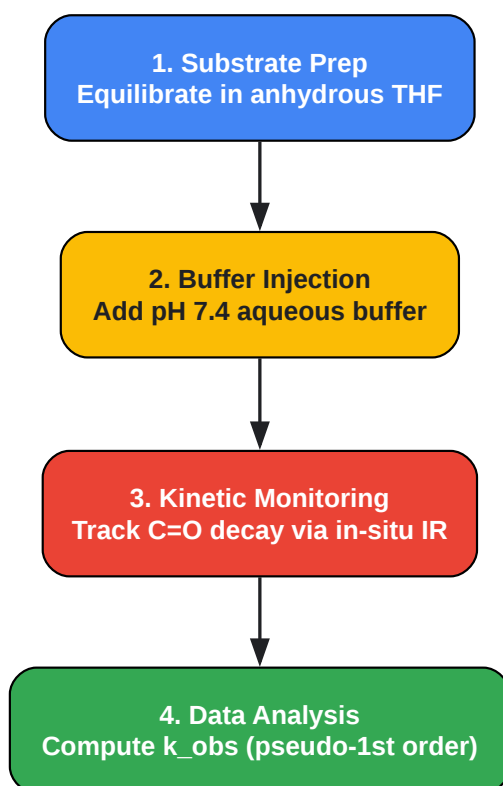 1. Substrate Prep
Equilibrate in anhydrous THF
2. Buffer Injection
Add pH 7.4 aqueous buffer
3. Kinetic Monitoring
Track C=O decay via in-situ IR
4. Data Analysis
Compute k_obs (pseudo-1st order)